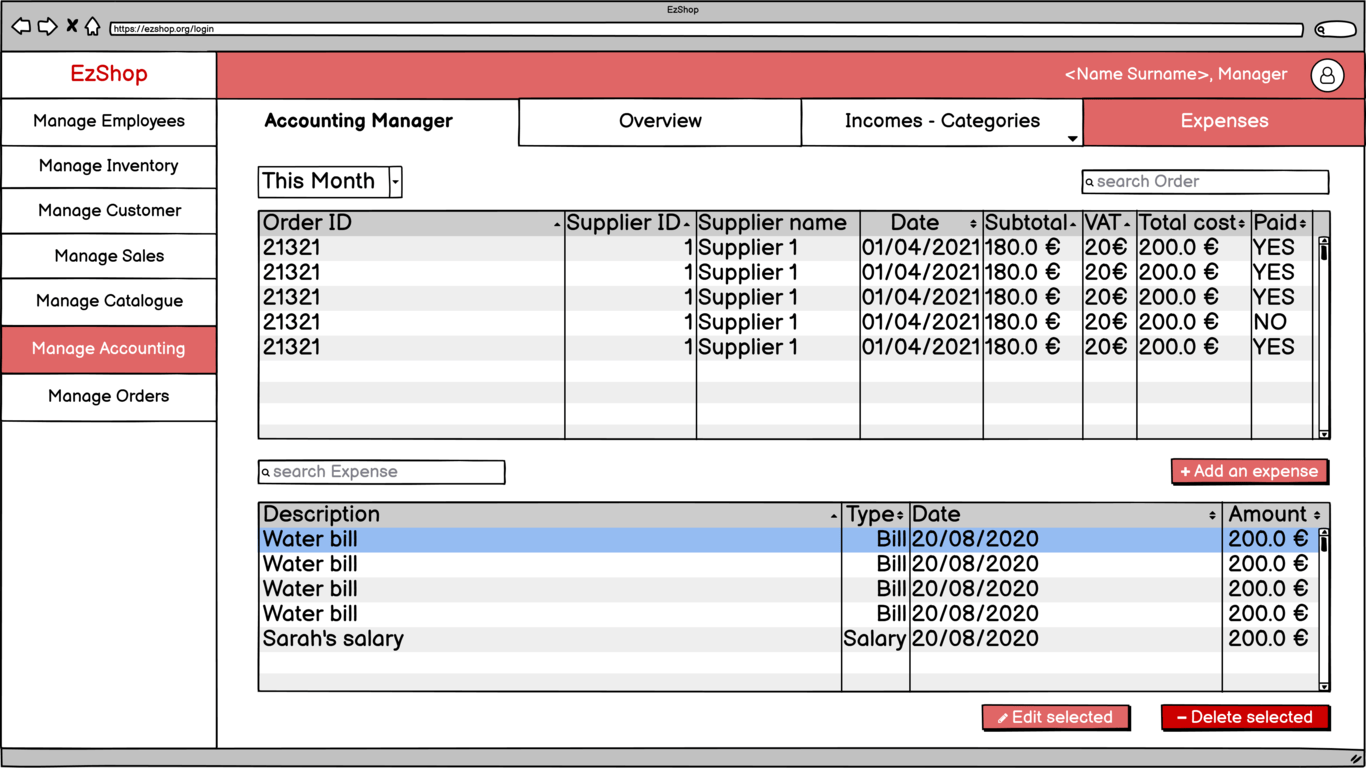 EzShop
https://ezshop.org/login
EzShop
<Name Surname>, Manager
Manage Employees
Manage Inventory
Manage Customer
Manage Sales
Manage Catalogue
Manage Accounting
Manage Orders
Accounting Manager Overview Incomes - Categories Expenses
This Month search Order
Order ID Supplier ID Supplier name Date Subtotal VAT Total cost Paid
21321 1 Supplier 1 01/04/2021 180.0 € 20€ 200.0 € YES
21321 1 Supplier 1 01/04/2021 180.0 € 20€ 200.0 € YES
21321 1 Supplier 1 01/04/2021 180.0 € 20€ 200.0 € YES
21321 1 Supplier 1 01/04/2021 180.0 € 20€ 200.0 € NO
21321 1 Supplier 1 01/04/2021 180.0 € 20€ 200.0 € YES
search Expense + Add an expense
Description Type Date Amount
Water bill Bill 20/08/2020 200.0 €
Water bill Bill 20/08/2020 200.0 €
Water bill Bill 20/08/2020 200.0 €
Water bill Bill 20/08/2020 200.0 €
Sarah's salary Salary 20/08/2020 200.0 €
Edit selected − Delete selected